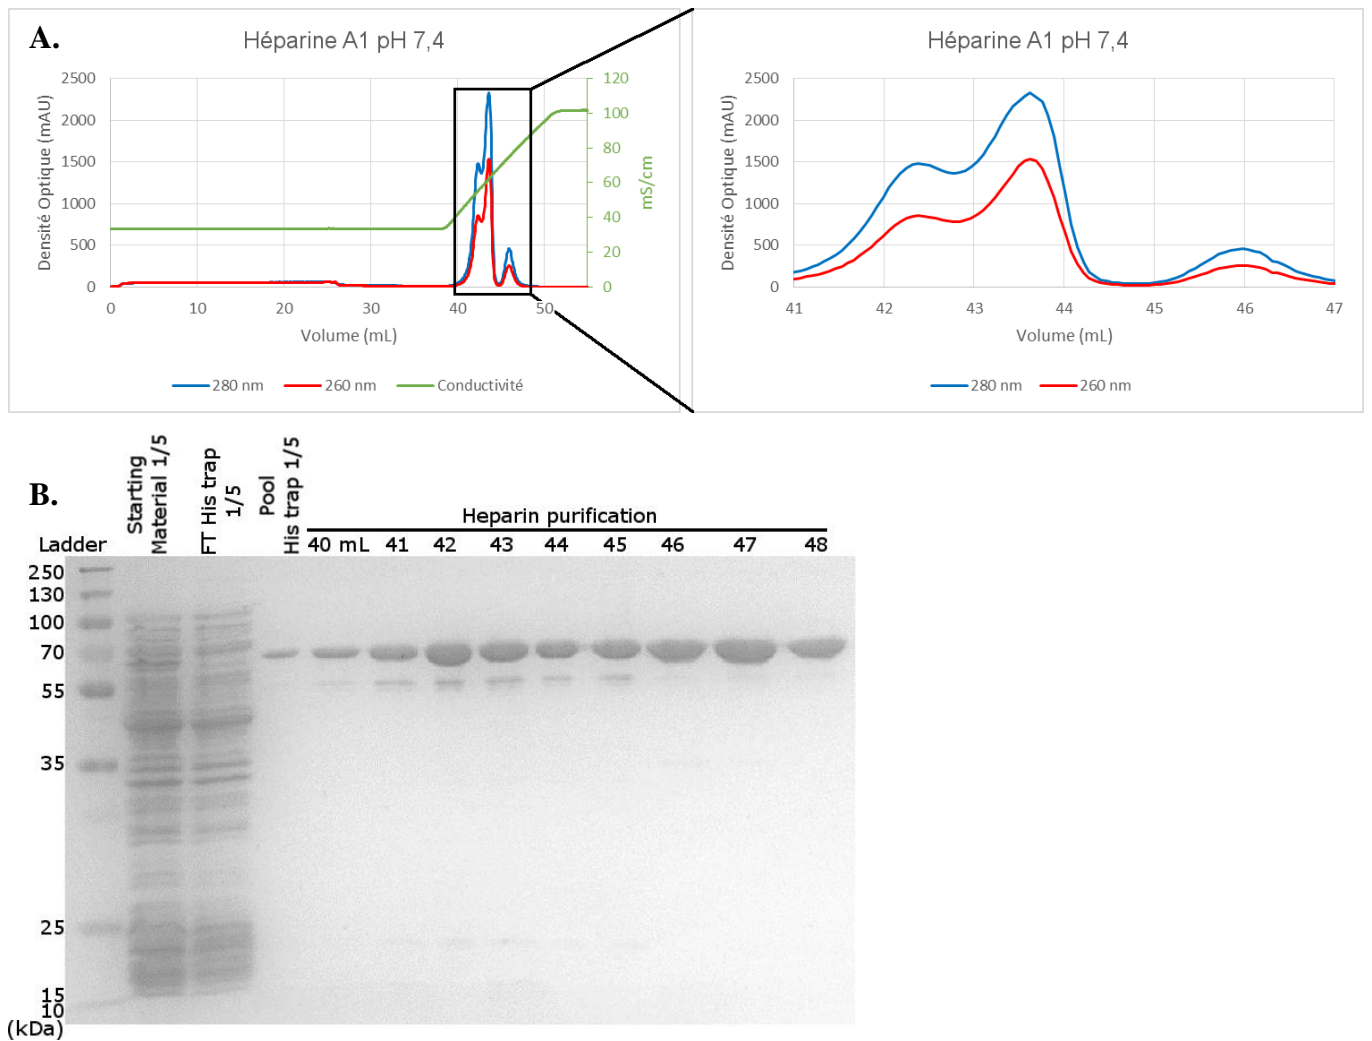 A.
Héparine A1 pH 7,4
Densité Optique (mAU)
2500
2000
1500
1000
500
0
120
100
80
60
40
20
0
mS/cm
0 10 20 30 40 50
Volume (mL)
280 nm 260 nm Conductivité
Héparine A1 pH 7,4
Densité Optique (mAU)
2500
2000
1500
1000
500
0
41 42 43 44 45 46 47
Volume (mL)
280 nm 260 nm
B.
Starting
Material 1/5
FT His trap
1/5
Pool
His trap 1/5
Heparin purification
Ladder 40 mL 41 42 43 44 45 46 47 48
250
130
100
70
55
35
25
15
10
(kDa)